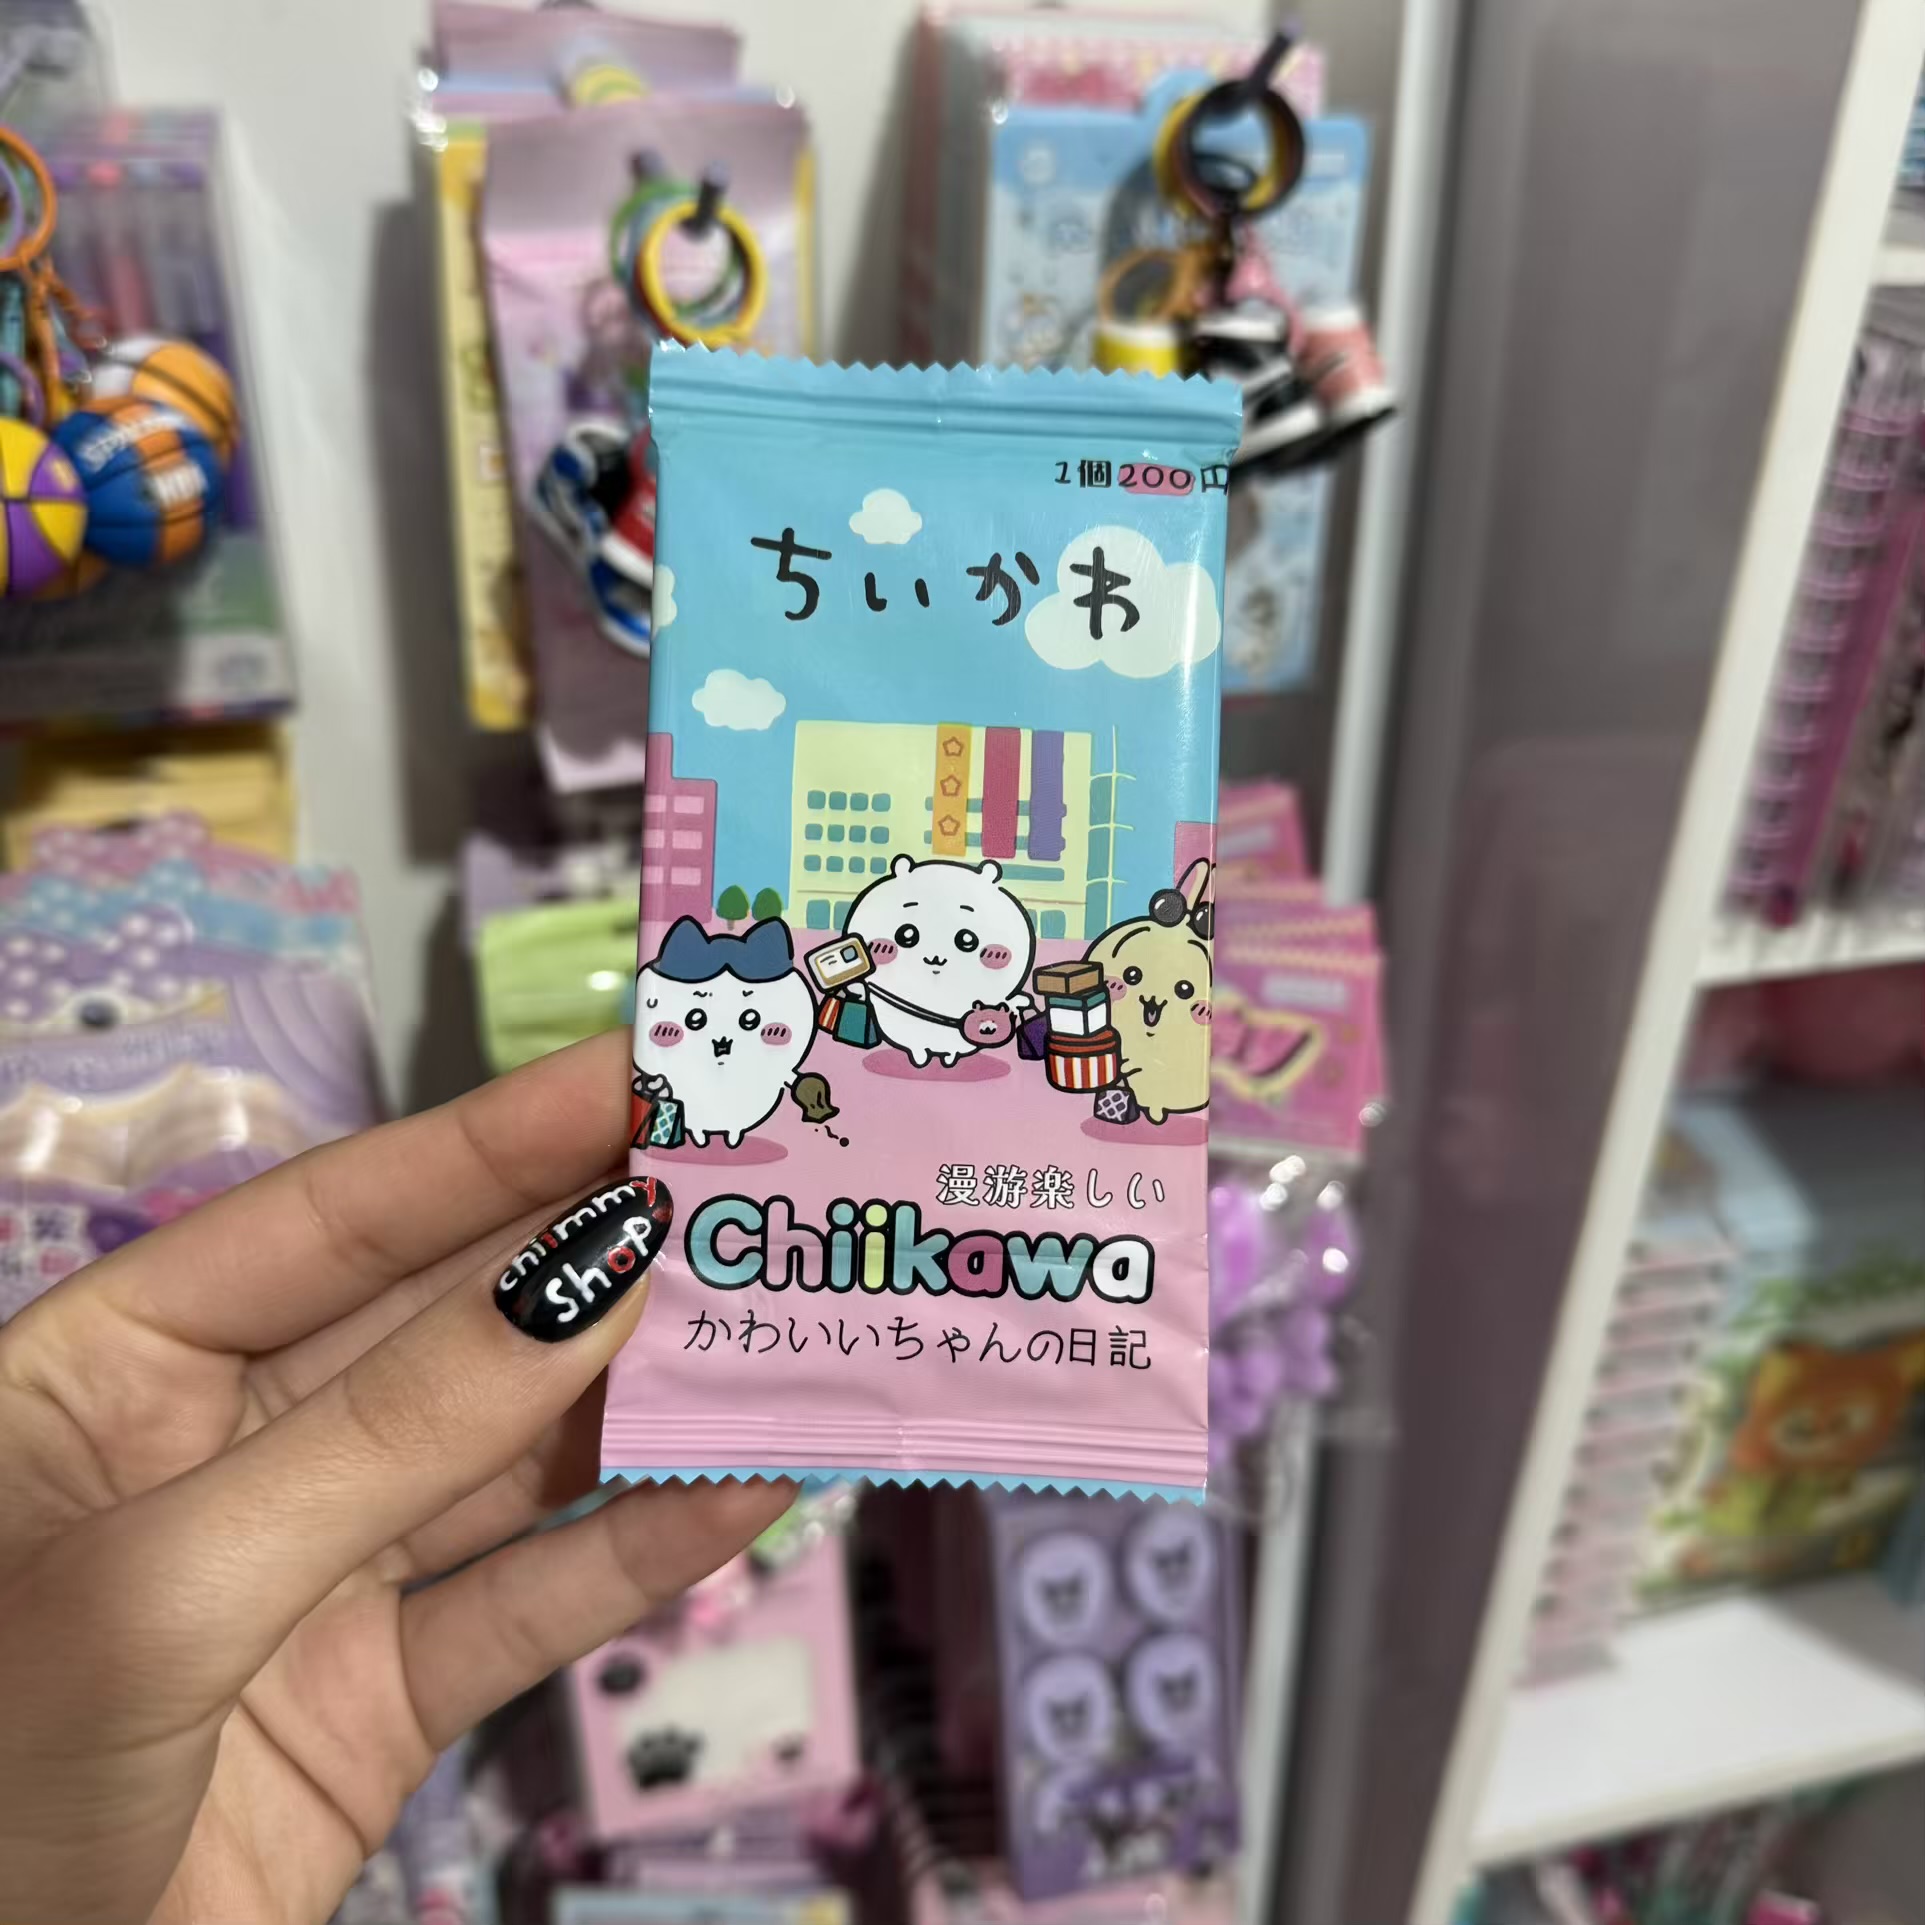 1個200円
ちいかわ
漫游楽しい
Chiikawa
かわいいちゃんの日記
chiimmy
shop